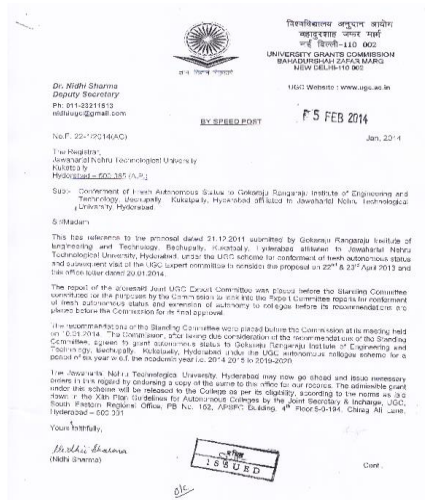 विश्वविद्यालय अनुदान आयोग
बहादुरशाह जफर मार्ग
नई दिल्ली-110 002
UNIVERSITY GRANTS COMMISSION
BAHADURSHAH ZAFAR MARG
NEW DELHI-110 002
Dr. Nidhi Sharma
Deputy Secretary
UGC Website : www.ugc.ac.in
Ph: 011-23211513
nidhiugc@gmail.com
BY SPEED POST
5 FEB 2014
No.F. 22-1/2014(AC)
Jan, 2014
The Registrar,
Jawaharlal Nehru Technological University
Kukatpally
Hyderabad – 500 (A.P.)
Sub:- Conferment of Fresh Autonomous Status to Gokaraju Rangaraju Institute of Engineering and
Technology, Bachupally, Kukatpally, Hyderabad affiliated to Jawaharlal Nehru Technological
University, Hyderabad.
Sir/Madam
This has reference to the proposal dated 21.12.2011 submitted by Gokaraju Rangaraju Institute of
Engineering and Technology, Bachupally, Kukatpally, Hyderabad affiliated to Jawaharlal Nehru
Technological University, Hyderabad, under the UGC scheme for conferment of fresh autonomous status
and subsequent visit of the UGC Expert committee to consider the proposal on 22nd & 23rd April 2013 and
this office letter dated 20.01.2014.
The report of the aforesaid Joint UGC Expert Committee was placed before the Standing Committee
constituted for the purposes by the Commission to look into the Expert Committee reports for conferment
of fresh autonomous status and extension of autonomy to colleges before its recommendations are
placed before the Commission for its final approval.
The recommendations of the Standing Committee were placed before the Commission at its meeting held
on 10.01.2014. The Commission, after taking due consideration of the recommendations of the Standing
Committee, agreed to grant autonomous status to Gokaraju Rangaraju Institute of Engineering and
Technology, Bachupally, Kukatpally, Hyderabad under the UGC autonomous college scheme for a
period of six years i.e. the academic year i.e. 2014-2015 to 2019-2020.
The Jawaharlal Nehru Technological University, Hyderabad may now go ahead and issue necessary
orders in this regard by endorsing a copy of the same to this office for our records. The admissible grant
under this scheme will be released to the College as per its eligibility, according to the norms as laid
down in the XIth Plan Guidelines for Autonomous Colleges by the Joint Secretary & Incharge, UGC,
South Eastern Regional Office, PB No. 152, APSFC Building, 4th Floor 5-9-194, Chirag Ali Lane,
Hyderabad – 500 001
Yours faithfully,
Nidhi Sharma
(Nidhi Sharma)
ISSUED
Cont.
O/C